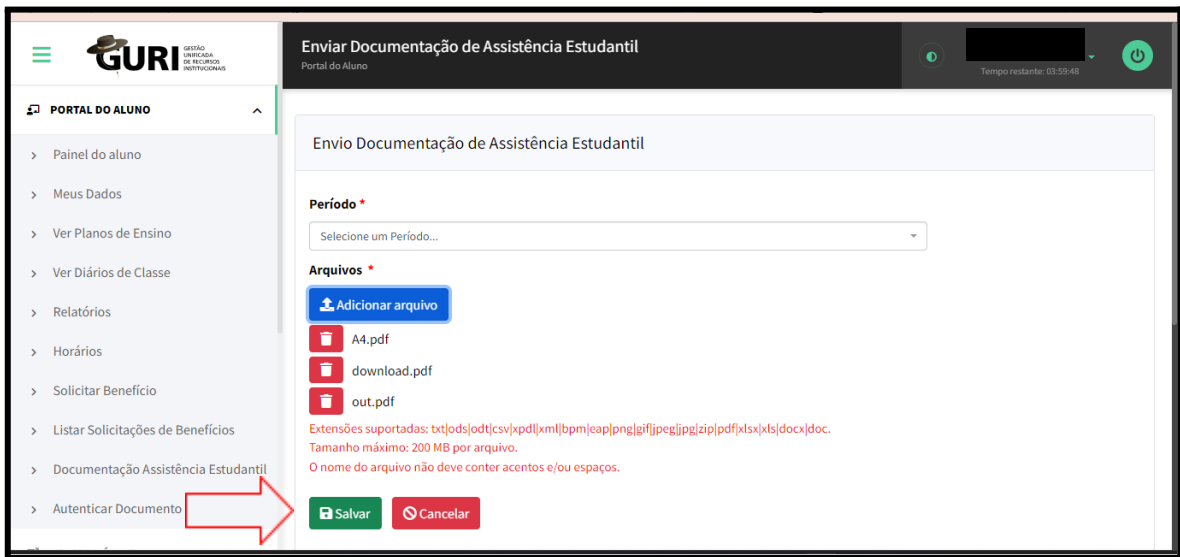 GURI GESTÃO UNIFICADA DE RECURSOS INSTITUCIONAIS
Enviar Documentação de Assistência Estudantil
Portal do Aluno
Tempo restante: 03:59:48
PORTAL DO ALUNO
Painel do aluno
Meus Dados
Ver Planos de Ensino
Ver Diários de Classe
Relatórios
Horários
Solicitar Benefício
Listar Solicitações de Benefícios
Documentação Assistência Estudantil
Autenticar Documento
Envio Documentação de Assistência Estudantil
Período *
Selecione um Período...
Arquivos *
Adicionar arquivo
A4.pdf
download.pdf
out.pdf
Extensões suportadas: txt|ods|odt|csv|xpdl|xml|bpm|eap|png|gif|jpeg|jpg|zip|pdf|xlsx|xls|docx|doc.
Tamanho máximo: 200 MB por arquivo.
O nome do arquivo não deve conter acentos e/ou espaços.
Salvar
Cancelar